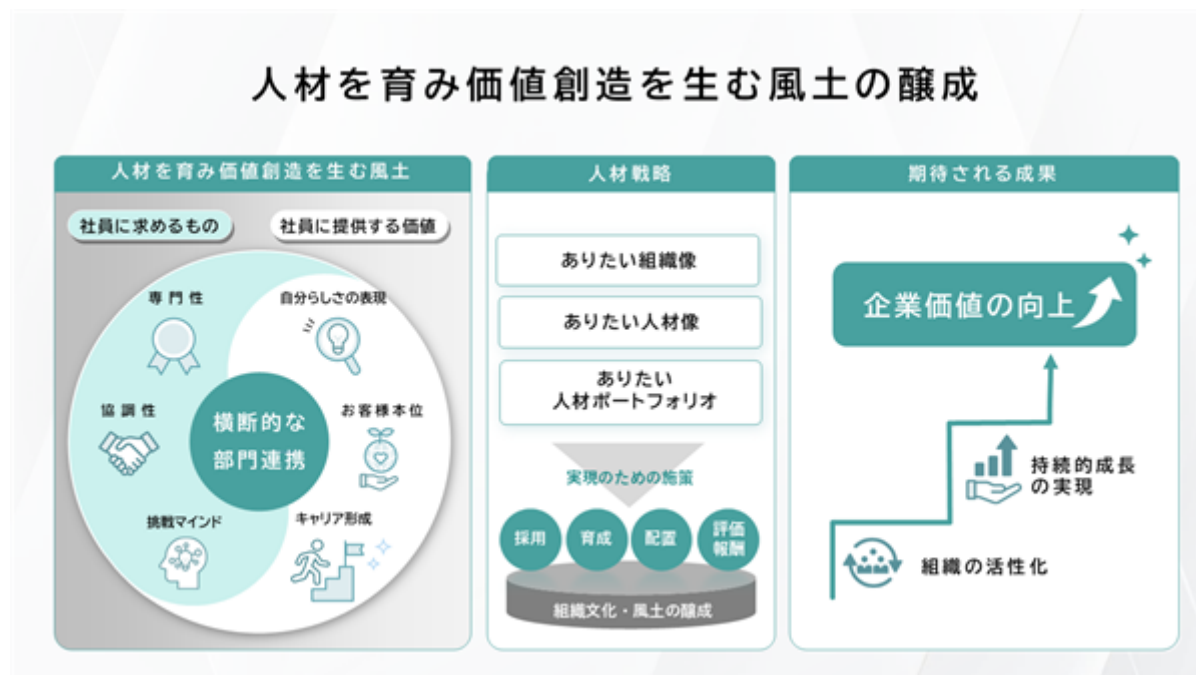 人材を育み価値創造を生む風土の醸成
人材を育み価値創造を生む風土
社員に求めるもの
社員に提供する価値
専門性
自分らしさの表現
協調性
お客様本位
横断的な
部門連携
挑戦マインド
キャリア形成
人材戦略
ありたい組織像
ありたい人材像
ありたい
人材ポートフォリオ
実現のための施策
採用
育成
配置
評価
報酬
組織文化・風土の醸成
期待される成果
企業価値の向上
持続的成長
の実現
組織の活性化